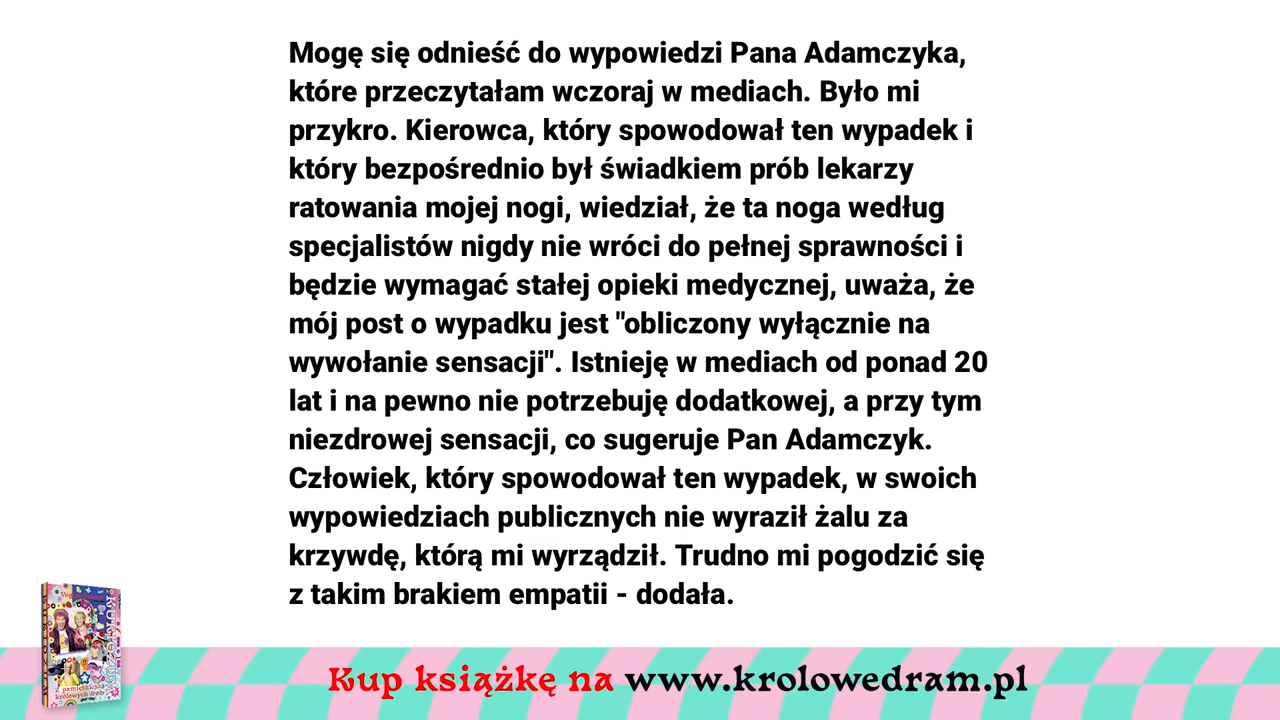 Mogę się odnieść do wypowiedzi Pana Adamczyka,
które przeczytałam wczoraj w mediach. Było mi
przykro. Kierowca, który spowodował ten wypadek i
który bezpośrednio był świadkiem prób lekarzy
ratowania mojej nogi, wiedział, że ta noga według
specjalistów nigdy nie wróci do pełnej sprawności i
będzie wymagać stałej opieki medycznej, uważa, że
mój post o wypadku jest "obliczony wyłącznie na
wywołanie sensacji". Istnieję w mediach od ponad 20
lat i na pewno nie potrzebuję dodatkowej, a przy tym
niezdrowej sensacji, co sugeruje Pan Adamczyk.
Człowiek, który spowodował ten wypadek, w swoich
wypowiedziach publicznych nie wyraził żalu za
krzywdę, którą mi wyrządził. Trudno mi pogodzić się
z takim brakiem empatii - dodała.
Z pamiętnika
królowych dram
Kup książkę na www.krolowedram.pl